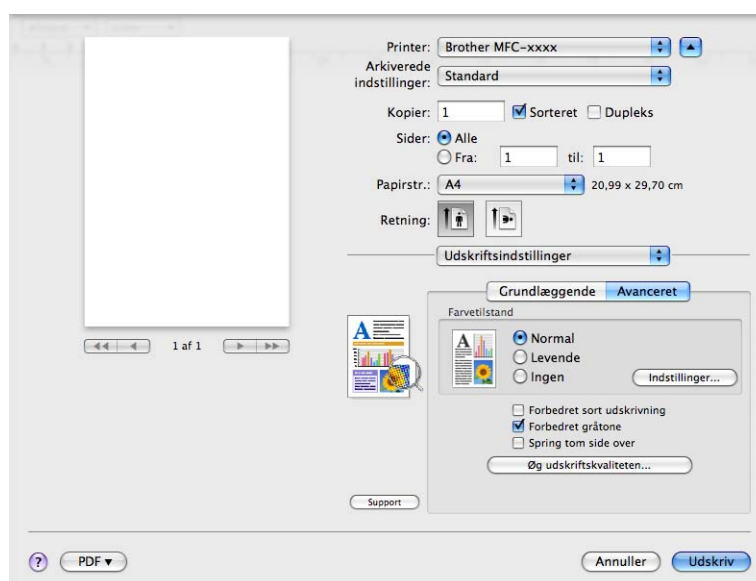 Printer: Brother MFC-xxxx
Arkiverede
indstillinger: Standard
Kopier: 1 Sorteret Dupleks
Sider: Alle
Fra: 1 til: 1
Papirstr.: A4 20,99 x 29,70 cm
Retning:
Udskriftsindstillinger
Grundlæggende Avanceret
Farvetilstand
Normal
Levende
Ingen Indstillinger...
Forbedret sort udskrivning
Forbedret gråtone
Spring tom side over
Øg udskriftskvaliteten...
1 af 1
Support
? PDF ▾ Annuller Udskriv